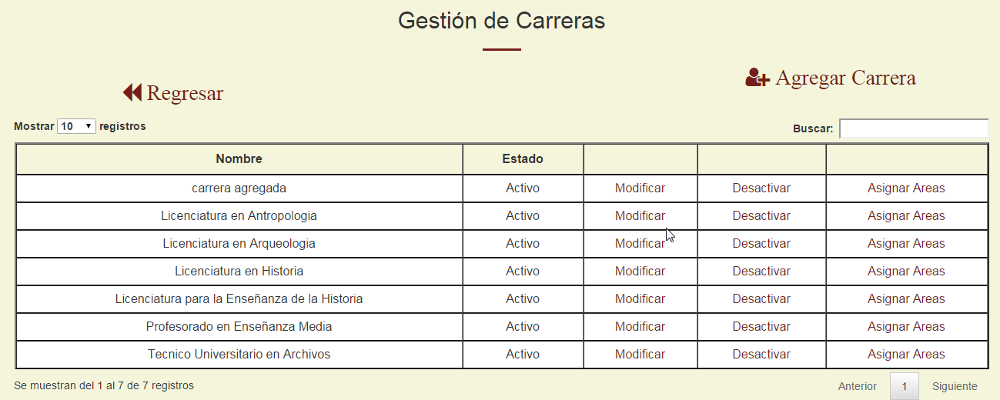 Gestión de Carreras
Regresar
Agregar Carrera
Mostrar 10 registros
Buscar:
Nombre Estado
carrera agregada Activo Modificar Desactivar Asignar Areas
Licenciatura en Antropologia Activo Modificar Desactivar Asignar Areas
Licenciatura en Arqueologia Activo Modificar Desactivar Asignar Areas
Licenciatura en Historia Activo Modificar Desactivar Asignar Areas
Licenciatura para la Enseñanza de la Historia Activo Modificar Desactivar Asignar Areas
Profesorado en Enseñanza Media Activo Modificar Desactivar Asignar Areas
Tecnico Universitario en Archivos Activo Modificar Desactivar Asignar Areas
Se muestran del 1 al 7 de 7 registros
Anterior 1 Siguiente